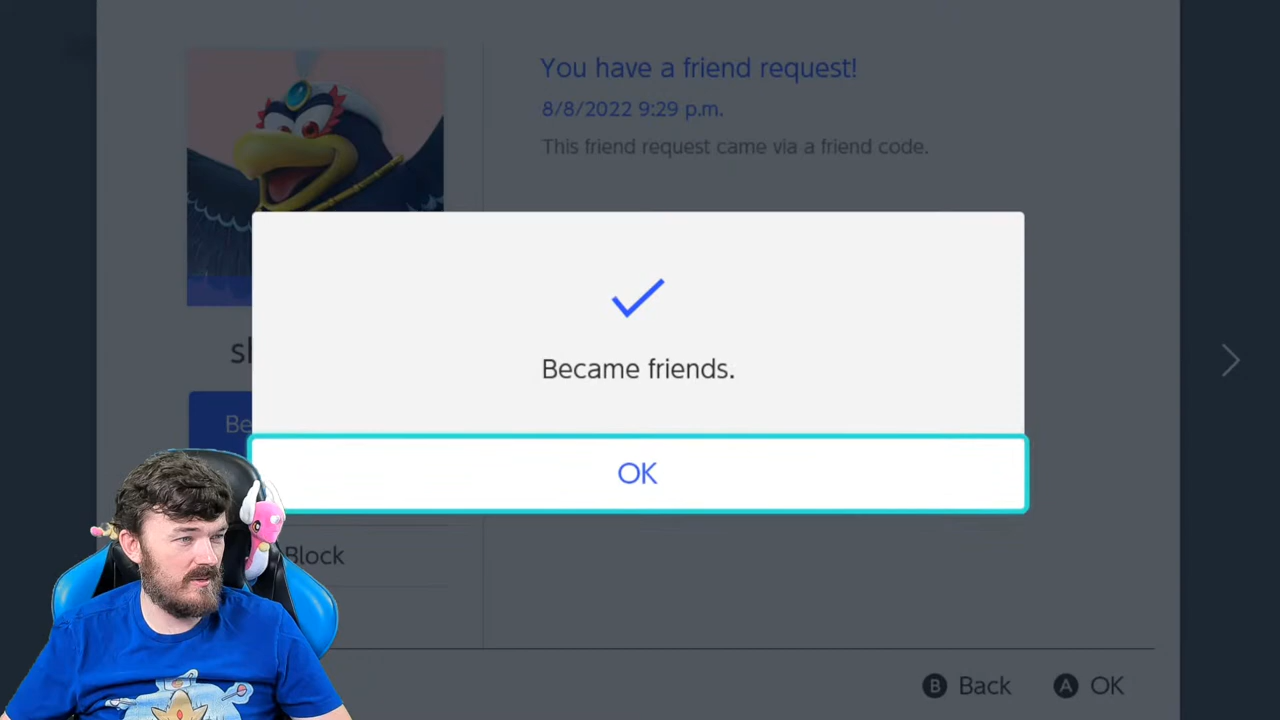 You have a friend request!
8/8/2022 9:29 p.m.
This friend request came via a friend code.
Became friends.
OK
Block
B Back A OK